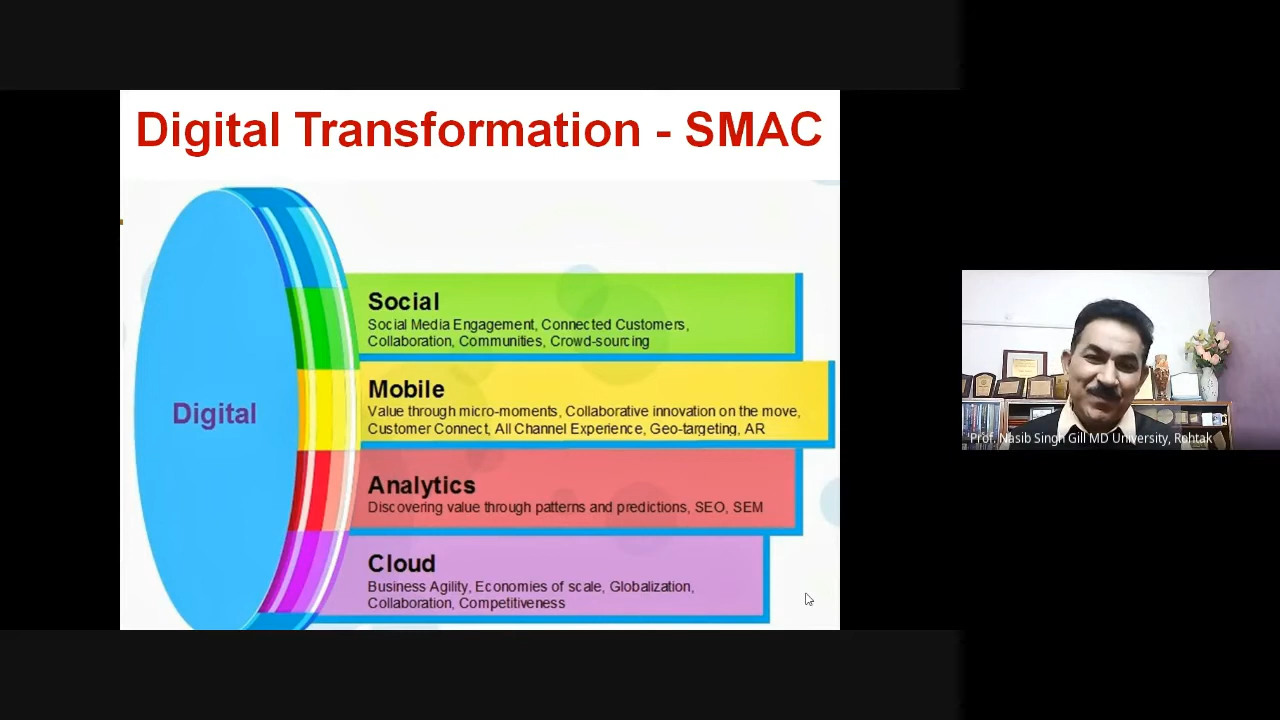 Digital Transformation - SMAC
Digital
Social
Social Media Engagement, Connected Customers,
Collaboration, Communities, Crowd-sourcing
Mobile
Value through micro-moments, Collaborative innovation on the move,
Customer Connect, All Channel Experience, Geo-targeting, AR
Analytics
Discovering value through patterns and predictions, SEO, SEM
Cloud
Business Agility, Economies of scale, Globalization,
Collaboration, Competitiveness
'Prof. Nasib Singh Gill MD University, Rohtak